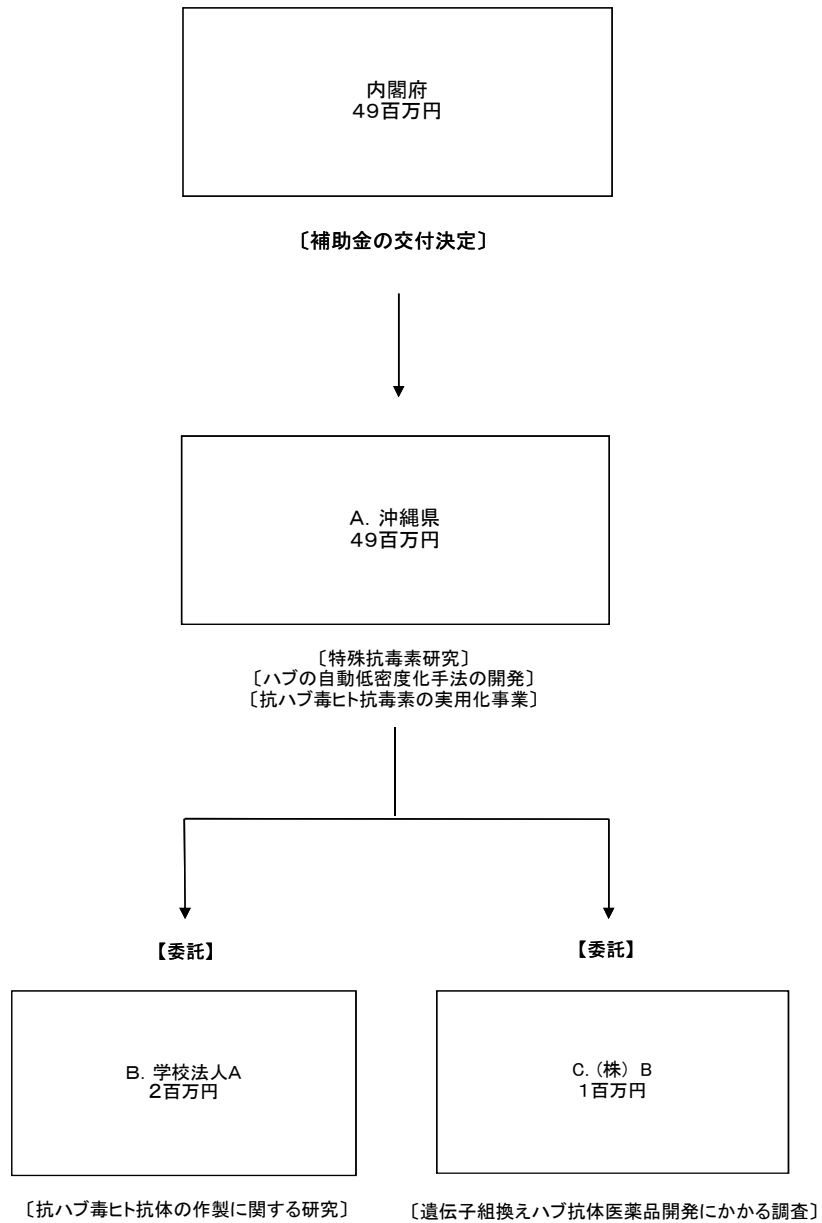 内閣府
49百万円
〔補助金の交付決定〕
A. 沖縄県
49百万円
〔特殊抗毒素研究〕
〔ハブの自動低密度化手法の開発〕
〔抗ハブ毒ヒト抗毒素の実用化事業〕
【委託】
【委託】
B. 学校法人A
2百万円
C. (株) B
1百万円
〔抗ハブ毒ヒト抗体の作製に関する研究〕
〔遺伝子組換えハブ抗体医薬品開発にかかる調査〕